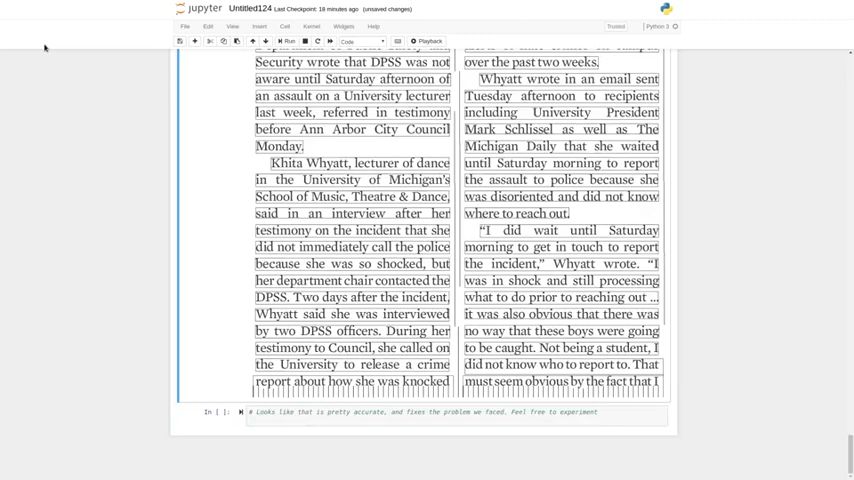 jupyter Untitled124 Last Checkpoint: 18 minutes ago (unsaved changes)
File Edit View Insert Cell Kernel Widgets Help
Trusted Python 3
Run Code Playback
Security wrote that DPSS was not
aware until Saturday afternoon of
an assault on a University lecturer
last week, referred in testimony
before Ann Arbor City Council
Monday.
Khita Whyatt, lecturer of dance
in the University of Michigan's
School of Music, Theatre & Dance,
said in an interview after her
testimony on the incident that she
did not immediately call the police
because she was so shocked, but
her department chair contacted the
DPSS. Two days after the incident,
Whyatt said she was interviewed
by two DPSS officers. During her
testimony to Council, she called on
the University to release a crime
report about how she was knocked
over the past two weeks.
Whyatt wrote in an email sent
Tuesday afternoon to recipients
including University President
Mark Schlissel as well as The
Michigan Daily that she waited
until Saturday morning to report
the assault to police because she
was disoriented and did not know
where to reach out.
“I did wait until Saturday
morning to get in touch to report
the incident,” Whyatt wrote. “I
was in shock and still processing
what to do prior to reaching out ...
it was also obvious that there was
no way that these boys were going
to be caught. Not being a student, I
did not know who to report to. That
must seem obvious by the fact that I
In [ ]: # Looks like that is pretty accurate, and fixes the problem we faced. Feel free to experiment